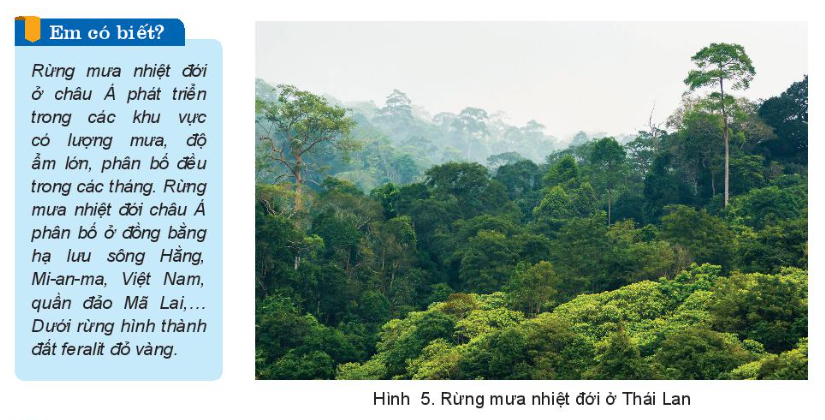 Em có biết?
Rừng mưa nhiệt đới
ở châu Á phát triển
trong các khu vực
có lượng mưa, độ
ẩm lớn, phân bố đều
trong các tháng. Rừng
mưa nhiệt đới châu Á
phân bố ở đồng bằng
hạ lưu sông Hằng,
Mi-an-ma, Việt Nam,
quần đảo Mã Lai,...
Dưới rừng hình thành
đất feralit đỏ vàng.
Hình 5. Rừng mưa nhiệt đới ở Thái Lan